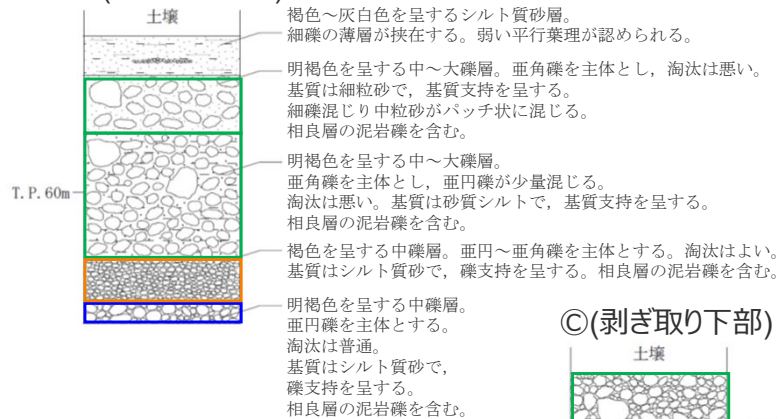 土壌
褐色～灰白色を呈するシルト質砂層。
細礫の薄層が挟在する。弱い平行葉理が認められる。
明褐色を呈する中～大礫層。亜角礫を主体とし，淘汰は悪い。
基質は細粒砂で，基質支持を呈する。
細礫混じり中粒砂がパッチ状に混じる。
相良層の泥岩礫を含む。
明褐色を呈する中～大礫層。
亜角礫を主体とし，亜円礫が少量混じる。
淘汰は悪い。基質は砂質シルトで，基質支持を呈する。
相良層の泥岩礫を含む。
T.P.60m
褐色を呈する中礫層。亜円～亜角礫を主体とする。淘汰はよい。
基質はシルト質砂で，礫支持を呈する。相良層の泥岩礫を含む。
明褐色を呈する中礫層。
亜円礫を主体とする。
淘汰は普通。
基質はシルト質砂で，
礫支持を呈する。
相良層の泥岩礫を含む。
Ⓒ(剥ぎ取り下部)
土壌